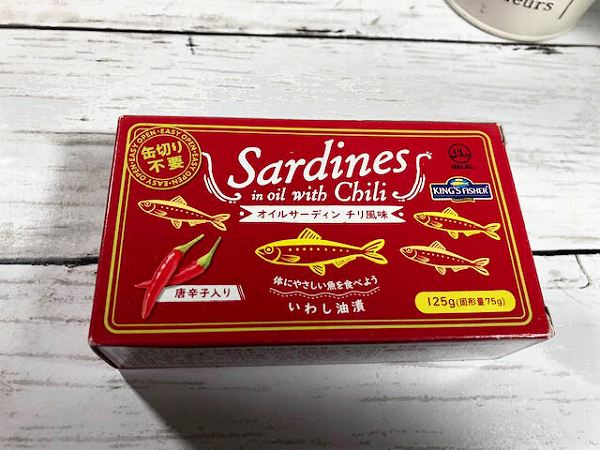 EASY OPEN・EASY OPEN・EASY OPEN・EASY OPEN
缶切り
不要
Sardines
in oil with Chili
オイルサーディン チリ風味
KING'S FISHER
唐辛子入り
体にやさしい魚を食べよう
いわし油漬
125g(固形量75g)
eurs